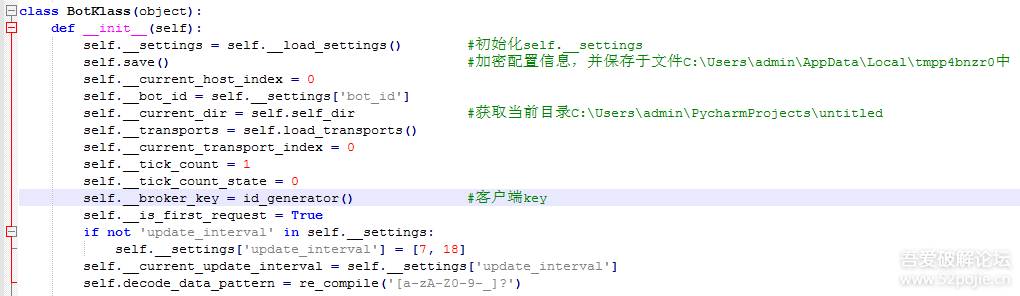 class BotKlass(object):
    def __init__(self):
        self.__settings = self.__load_settings()        #初始化self.__settings
        self.save()        #加密配置信息，并保存于文件C:\Users\admin\AppData\Local\tmpp4bnzr0中
        self.__current_host_index = 0
        self.__bot_id = self.__settings['bot_id']
        self.__current_dir = self.self_dir        #获取当前目录C:\Users\admin\PycharmProjects\untitled
        self.__transports = self.load_transports()
        self.__current_transport_index = 0
        self.__tick_count = 1
        self.__tick_count_state = 0
        self.__broker_key = id_generator()        #客户端key
        self.__is_first_request = True
        if not 'update_interval' in self.__settings:
            self.__settings['update_interval'] = [7, 18]
        self.__current_update_interval = self.__settings['update_interval']
        self.decode_data_pattern = re_compile('[a-zA-Z0-9-_]?')
吾爱破解论坛
www.52pojie.cn